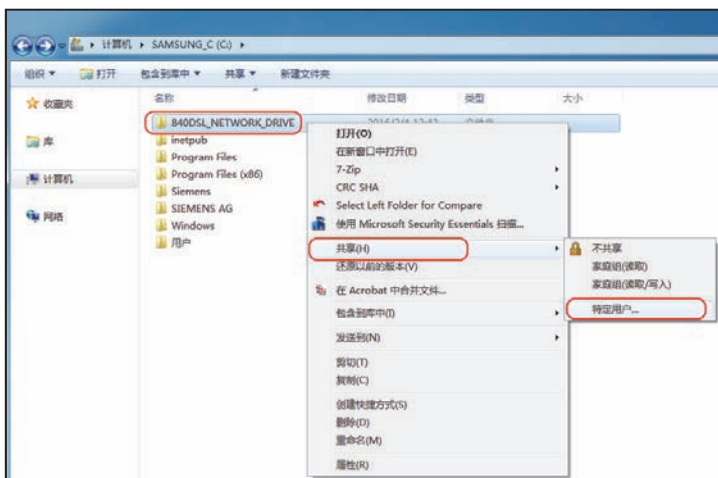 计算机 ▸ SAMSUNG_C (C:) ▸
组织 ▾ 打开 包含到库中 ▾ 共享 ▾ 新建文件夹
收藏夹
库
计算机
网络
名称 修改日期 类型 大小
840DSL_NETWORK_DRIVE
inetpub
Program Files
Program Files (x86)
Siemens
SIEMENS AG
Windows
用户
打开(O)
在新窗口中打开(E)
7-Zip
CRC SHA
Select Left Folder for Compare
使用 Microsoft Security Essentials 扫描...
共享(H)
还原以前的版本(V)
在 Acrobat 中合并文件...
包含到库中(I)
发送到(N)
剪切(T)
复制(C)
创建快捷方式(S)
删除(D)
重命名(M)
属性(R)
不共享
家庭组(读取)
家庭组(读取/写入)
特定用户...